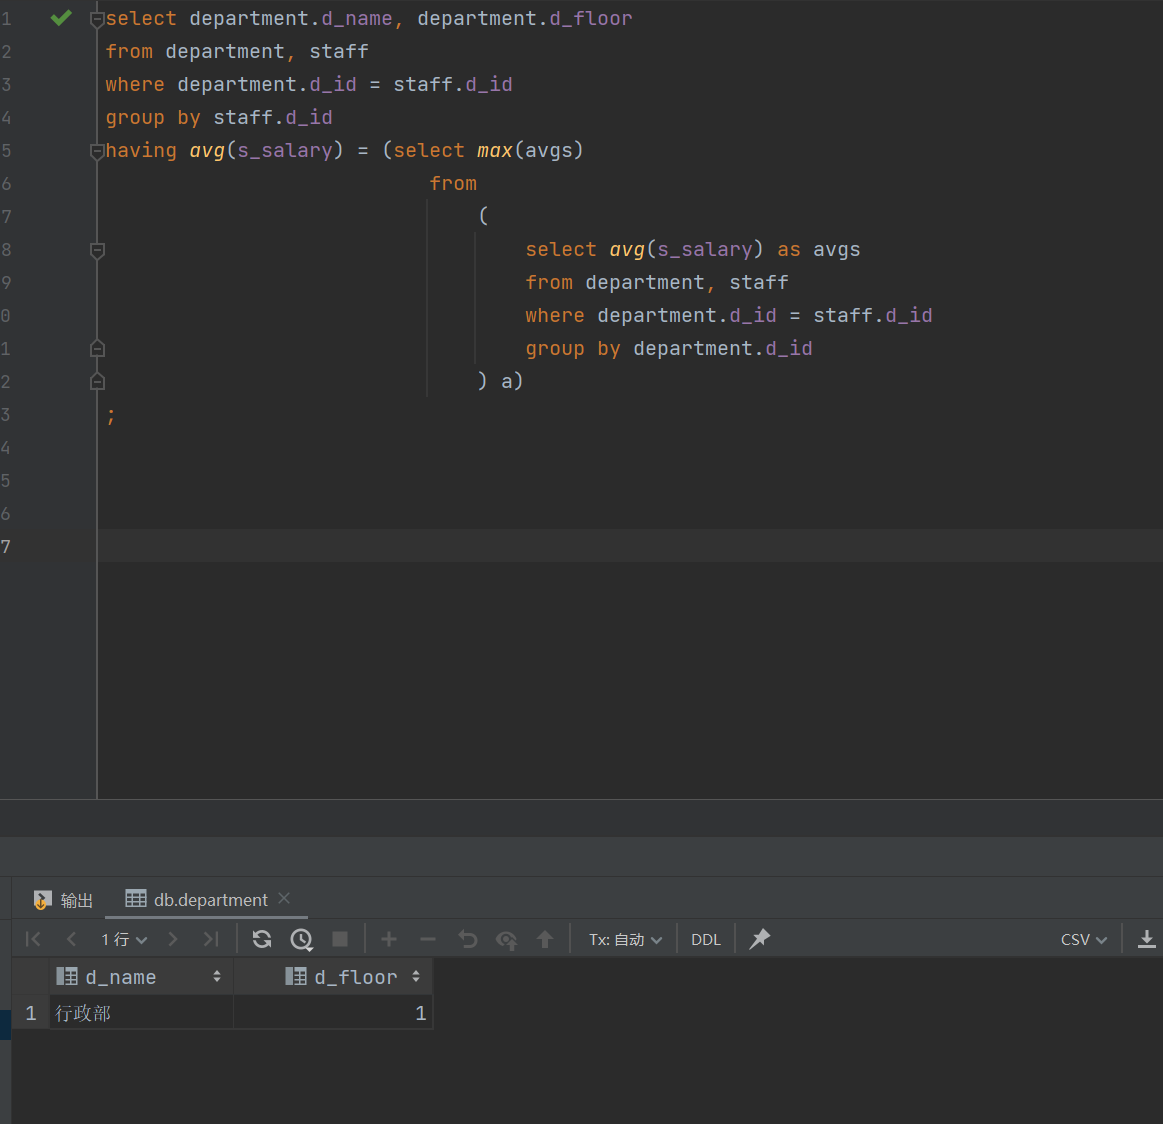 1 select department.d_name, department.d_floor
2 from department, staff
3 where department.d_id = staff.d_id
4 group by staff.d_id
5 having avg(s_salary) = (select max(avgs)
6 from
7 (
8 select avg(s_salary) as avgs
9 from department, staff
0 where department.d_id = staff.d_id
1 group by department.d_id
2 ) a)
3 ;
4
5
6
7
输出 db.department
1 行 Tx: 自动 DDL CSV
d_name d_floor
1 行政部 1